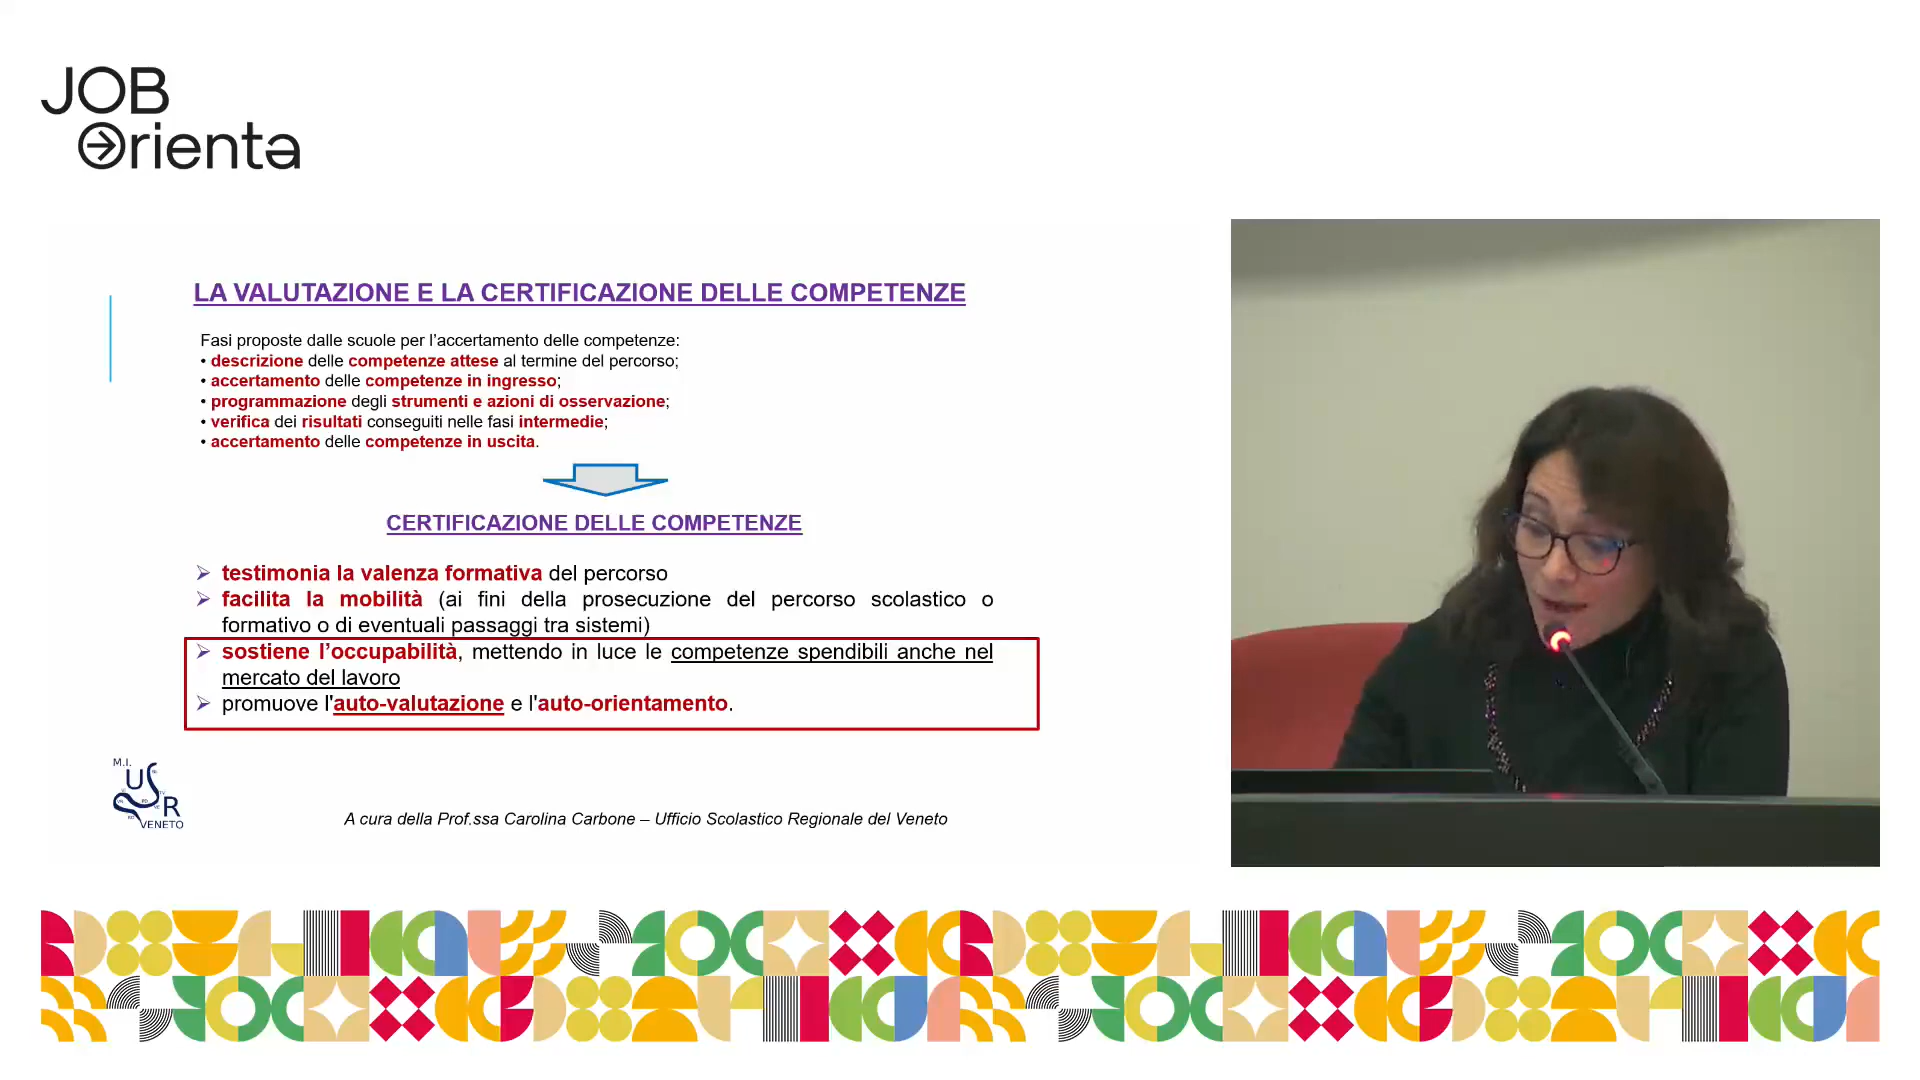 JOB
Orienta
LA VALUTAZIONE E LA CERTIFICAZIONE DELLE COMPETENZE
Fasi proposte dalle scuole per l’accertamento delle competenze:
• descrizione delle competenze attese al termine del percorso;
• accertamento delle competenze in ingresso;
• programmazione degli strumenti e azioni di osservazione;
• verifica dei risultati conseguiti nelle fasi intermedie;
• accertamento delle competenze in uscita.
CERTIFICAZIONE DELLE COMPETENZE
➢ testimonia la valenza formativa del percorso
➢ facilita la mobilità (ai fini della prosecuzione del percorso scolastico o
formativo o di eventuali passaggi tra sistemi)
➢ sostiene l’occupabilità, mettendo in luce le competenze spendibili anche nel
mercato del lavoro
➢ promuove l'auto-valutazione e l'auto-orientamento.
M.I.
USR
VENETO
A cura della Prof.ssa Carolina Carbone – Ufficio Scolastico Regionale del Veneto